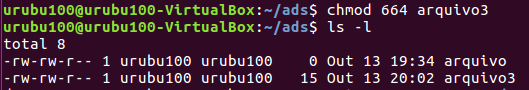 urubu100@urubu100-VirtualBox:~/ads$ chmod 664 arquivo3
urubu100@urubu100-VirtualBox:~/ads$ ls -l
total 8
-rw-rw-r-- 1 urubu100 urubu100  0 Out 13 19:34 arquivo
-rw-rw-r-- 1 urubu100 urubu100 15 Out 13 20:02 arquivo3